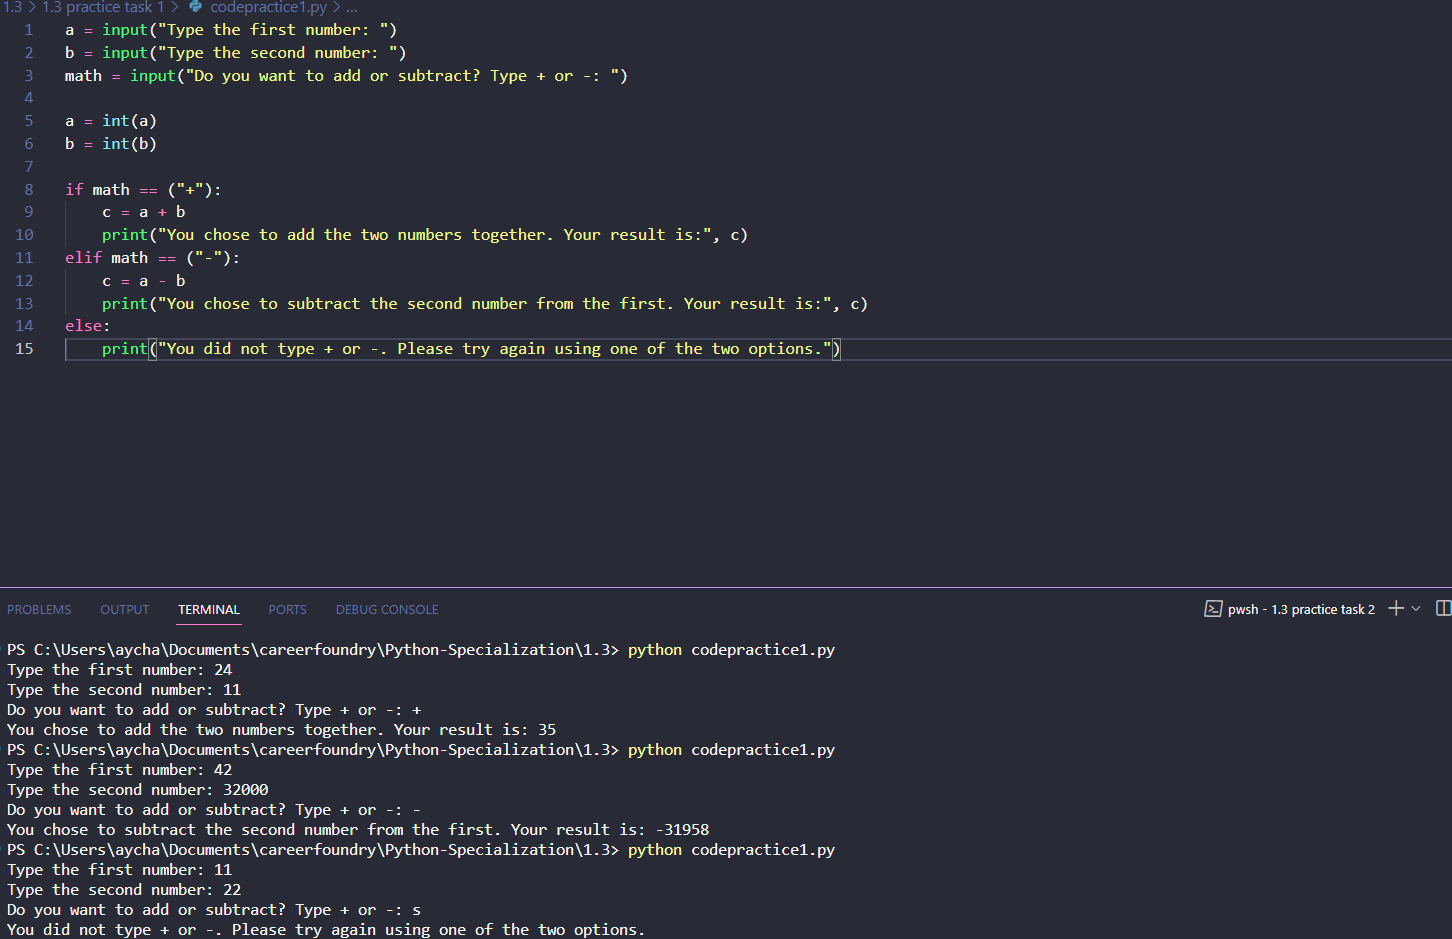 1.3 > 1.3 practice task 1 > codepractice1.py > ...
1 a = input("Type the first number: ")
2 b = input("Type the second number: ")
3 math = input("Do you want to add or subtract? Type + or -: ")
4
5 a = int(a)
6 b = int(b)
7
8 if math == ("+"):
9     c = a + b
10     print("You chose to add the two numbers together. Your result is:", c)
11 elif math == ("-"):
12     c = a - b
13     print("You chose to subtract the second number from the first. Your result is:", c)
14 else:
15     print("You did not type + or -. Please try again using one of the two options.")
PROBLEMS OUTPUT TERMINAL PORTS DEBUG CONSOLE pwsh - 1.3 practice task 2
PS C:\Users\aycha\Documents\careerfoundry\Python-Specialization\1.3> python codepractice1.py
Type the first number: 24
Type the second number: 11
Do you want to add or subtract? Type + or -: +
You chose to add the two numbers together. Your result is: 35
PS C:\Users\aycha\Documents\careerfoundry\Python-Specialization\1.3> python codepractice1.py
Type the first number: 42
Type the second number: 32000
Do you want to add or subtract? Type + or -: -
You chose to subtract the second number from the first. Your result is: -31958
PS C:\Users\aycha\Documents\careerfoundry\Python-Specialization\1.3> python codepractice1.py
Type the first number: 11
Type the second number: 22
Do you want to add or subtract? Type + or -: s
You did not type + or -. Please try again using one of the two options.